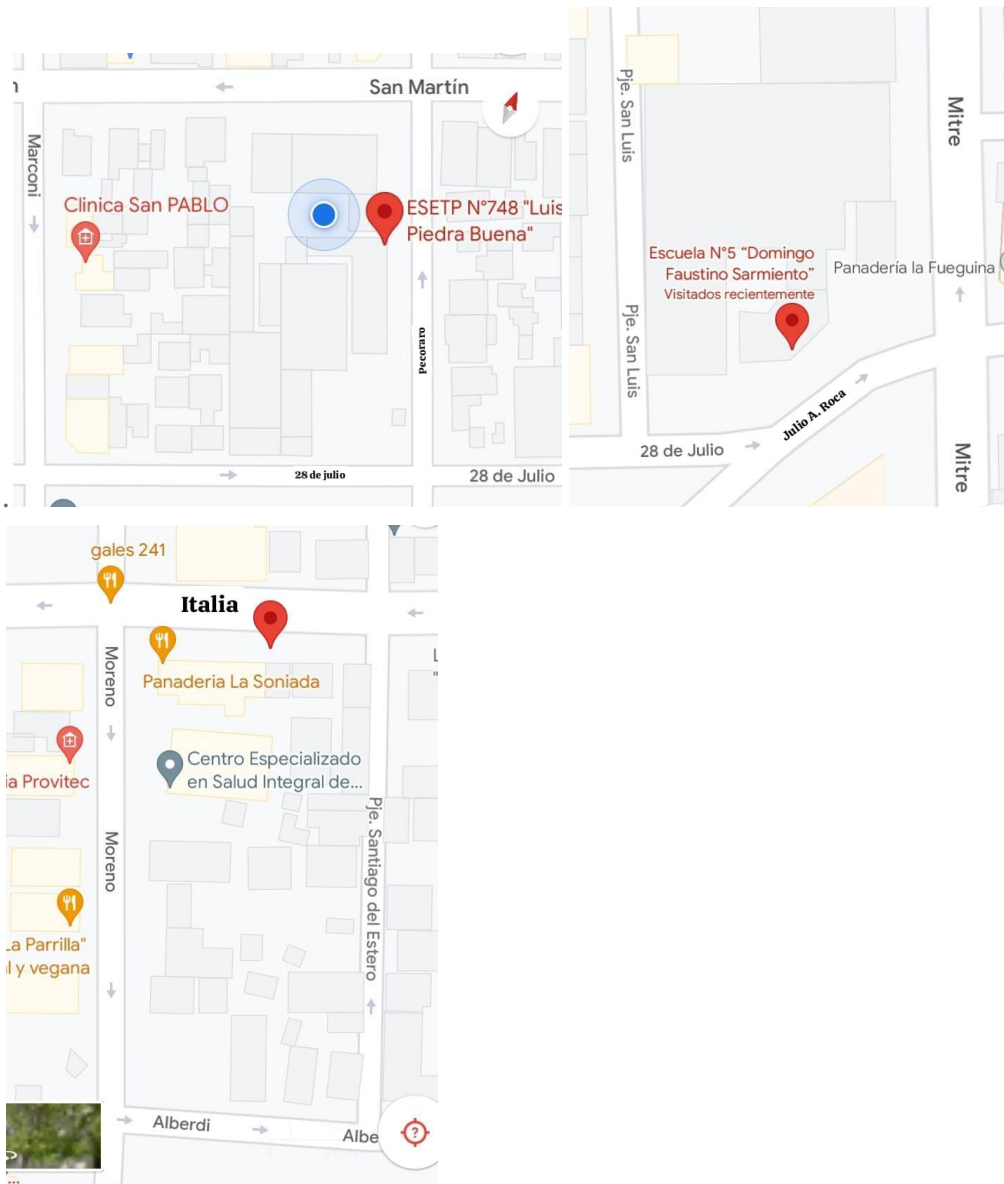 San Martín
Marconi
Clinica San PABLO
ESETP N°748 "Luis
Piedra Buena"
Pecoraro
28 de julio
28 de Julio
Pje. San Luis
Mitre
Escuela N°5 “Domingo
Faustino Sarmiento”
Visitados recientemente
Panadería la Fueguina
Pje. San Luis
Julio A. Roca
28 de Julio
Mitre
gales 241
Italia
Moreno
Panaderia La Soniada
Centro Especializado
en Salud Integral de...
ia Provitec
Moreno
Pje. Santiago del Estero
La Parrilla"
l y vegana
Alberdi
Albe
?